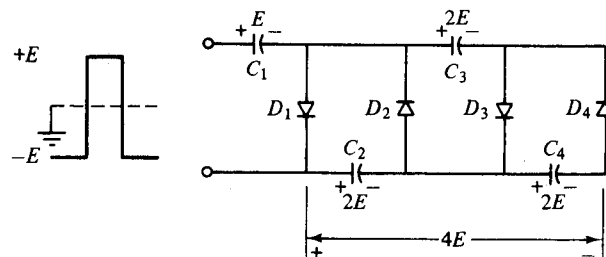 +E
−E
+ E −
C₁
+ 2E −
C₃
D₁
D₂
D₃
D₄
C₂
+ 2E −
C₄
+ 2E −
4E
+ −